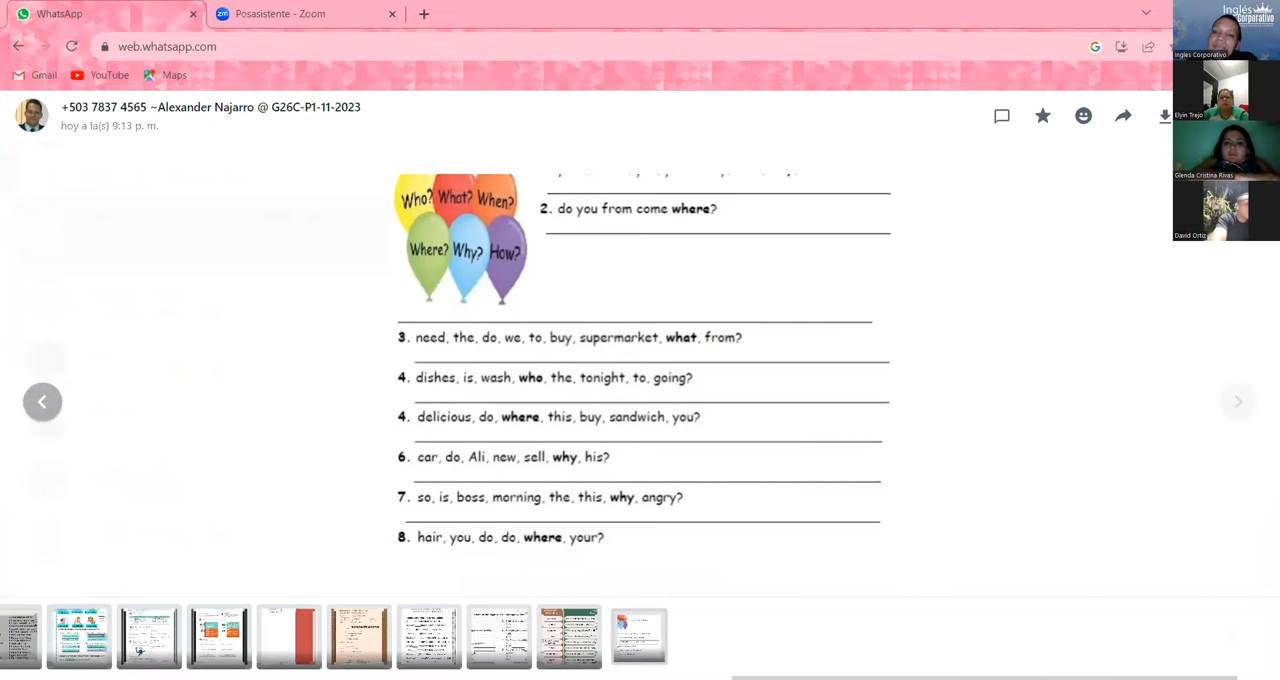 WhatsApp
Posasistente - Zoom
web.whatsapp.com
Gmail
YouTube
Maps
+503 7837 4565 ~Alexander Najarro @ G26C-P1-11-2023
hoy a la(s) 9:13 p. m.
Inglés
Corporativo
Ingles Corporativo
Elyin Trejo
Glenda Cristina Rivas
David Ortiz
Who? What? When?
Where? Why? How?
2. do you from come where?
3. need, the, do, we, to, buy, supermarket, what, from?
4. dishes, is, wash, who, the, tonight, to, going?
4. delicious, do, where, this, buy, sandwich, you?
6. car, do, Ali, new, sell, why, his?
7. so, is, boss, morning, the, this, why, angry?
8. hair, you, do, do, where, your?